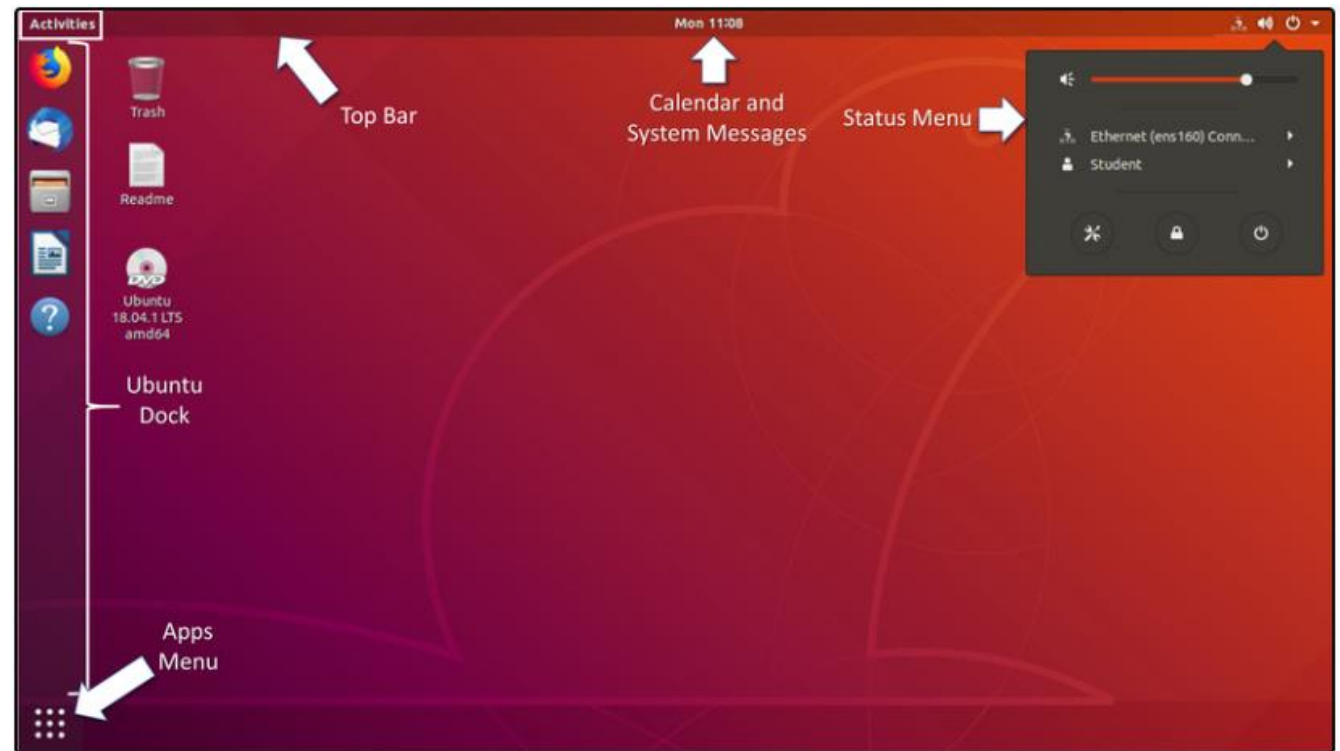 Activities
Mon 11:08
Trash
Top Bar
Calendar and
System Messages
Status Menu
Ethernet (ens160) Conn...
Student
Readme
DVD
Ubuntu
18.04.1 LTS
amd64
Ubuntu
Dock
Apps
Menu
?